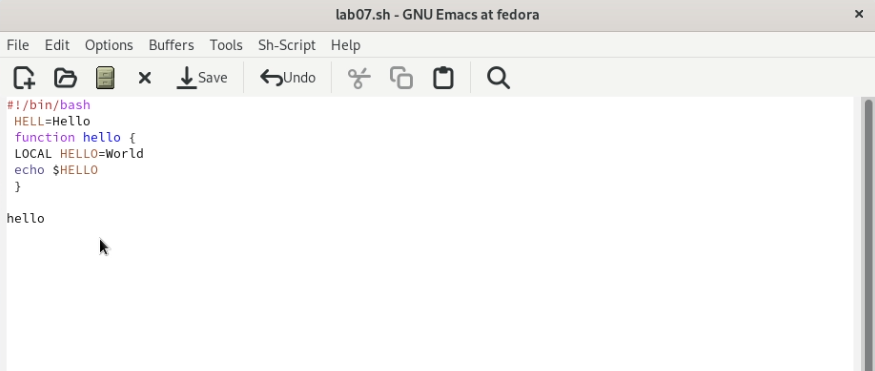 lab07.sh - GNU Emacs at fedora
File Edit Options Buffers Tools Sh-Script Help
Save Undo
#!/bin/bash
HELL=Hello
function hello {
LOCAL HELLO=World
echo $HELLO
}
hello